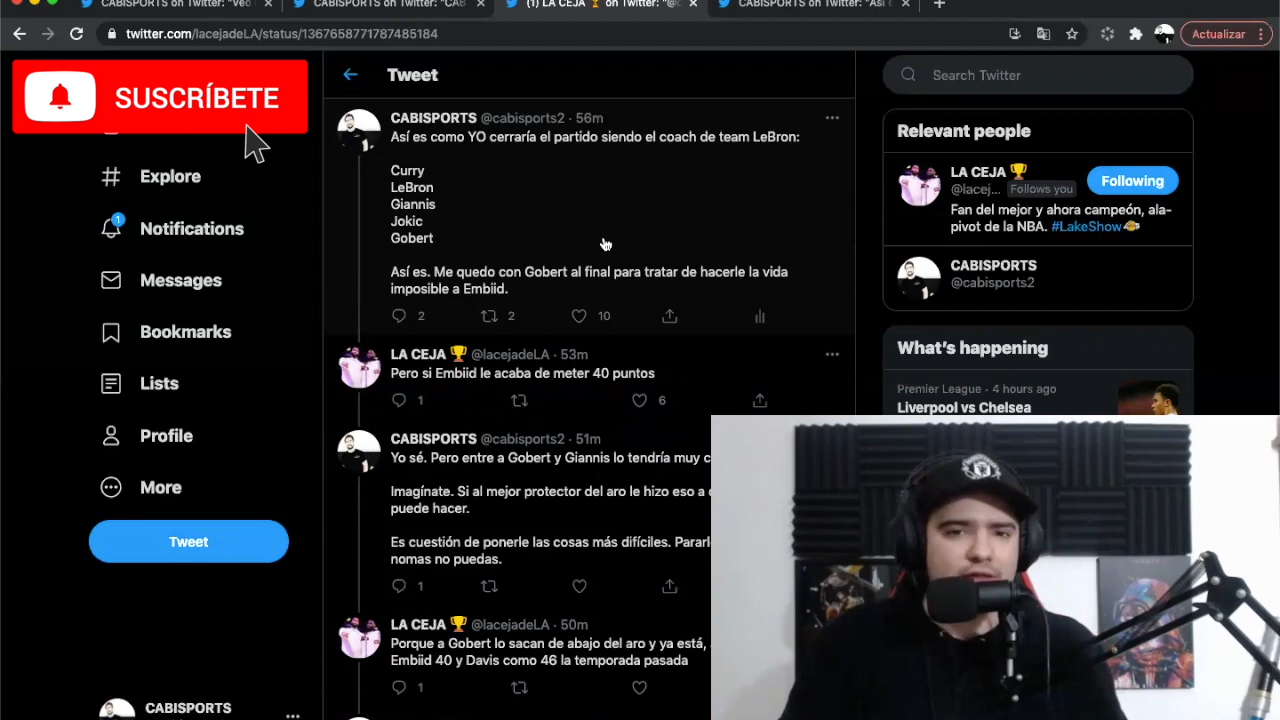 CABISPORTS on Twitter: "Veo
CABISPORTS on Twitter: "CAB
(1) LA CEJA 🏆 on Twitter: "@c
CABISPORTS on Twitter: "Así
twitter.com/lacejadeLA/status/1367658771787485184
Actualizar
SUSCRÍBETE
Explore
Notifications
1
Messages
Bookmarks
Lists
Profile
More
Tweet
CABISPORTS
Tweet
CABISPORTS @cabisports2 · 56m
Así es como YO cerraría el partido siendo el coach de team LeBron:
Curry
LeBron
Giannis
Jokic
Gobert
Así es. Me quedo con Gobert al final para tratar de hacerle la vida
imposible a Embiid.
2 2 10
LA CEJA 🏆 @lacejadeLA · 53m
Pero si Embiid le acaba de meter 40 puntos
1 6
CABISPORTS @cabisports2 · 51m
Yo sé. Pero entre a Gobert y Giannis lo tendría muy c
Imagínate. Si al mejor protector del aro le hizo eso a
puede hacer.
Es cuestión de ponerle las cosas más difíciles. Pararl
nomas no puedas.
1
LA CEJA 🏆 @lacejadeLA · 50m
Porque a Gobert lo sacan de abajo del aro y ya está,
Embiid 40 y Davis como 46 la temporada pasada
1
Search Twitter
Relevant people
LA CEJA 🏆
@lacej... Follows you
Following
Fan del mejor y ahora campeón, ala-
pivot de la NBA. #LakeShow
CABISPORTS
@cabisports2
What's happening
Premier League · 4 hours ago
Liverpool vs Chelsea